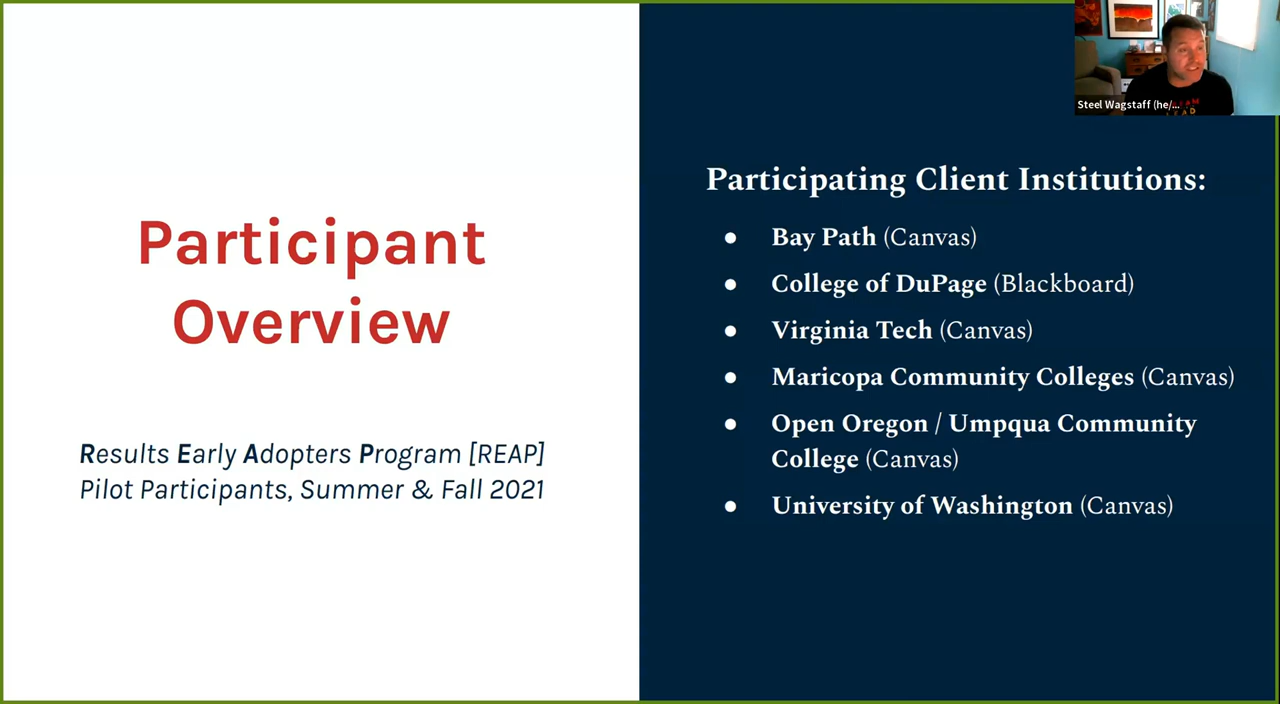 Steel Wagstaff (he/...
Participant
Overview
Results Early Adopters Program [REAP]
Pilot Participants, Summer & Fall 2021
Participating Client Institutions:
● Bay Path (Canvas)
● College of DuPage (Blackboard)
● Virginia Tech (Canvas)
● Maricopa Community Colleges (Canvas)
● Open Oregon / Umpqua Community
College (Canvas)
● University of Washington (Canvas)